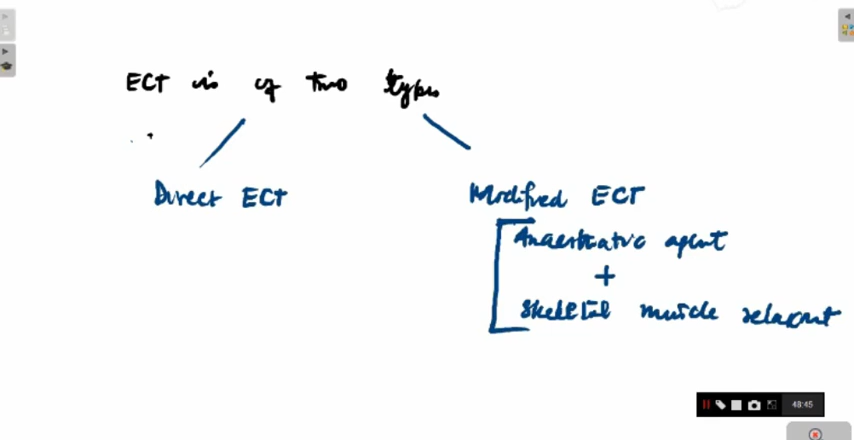 ECT is of two types
Direct ECT
Modified ECT
Anaesthetic agent
+
Skeletal muscle relaxant
48:45